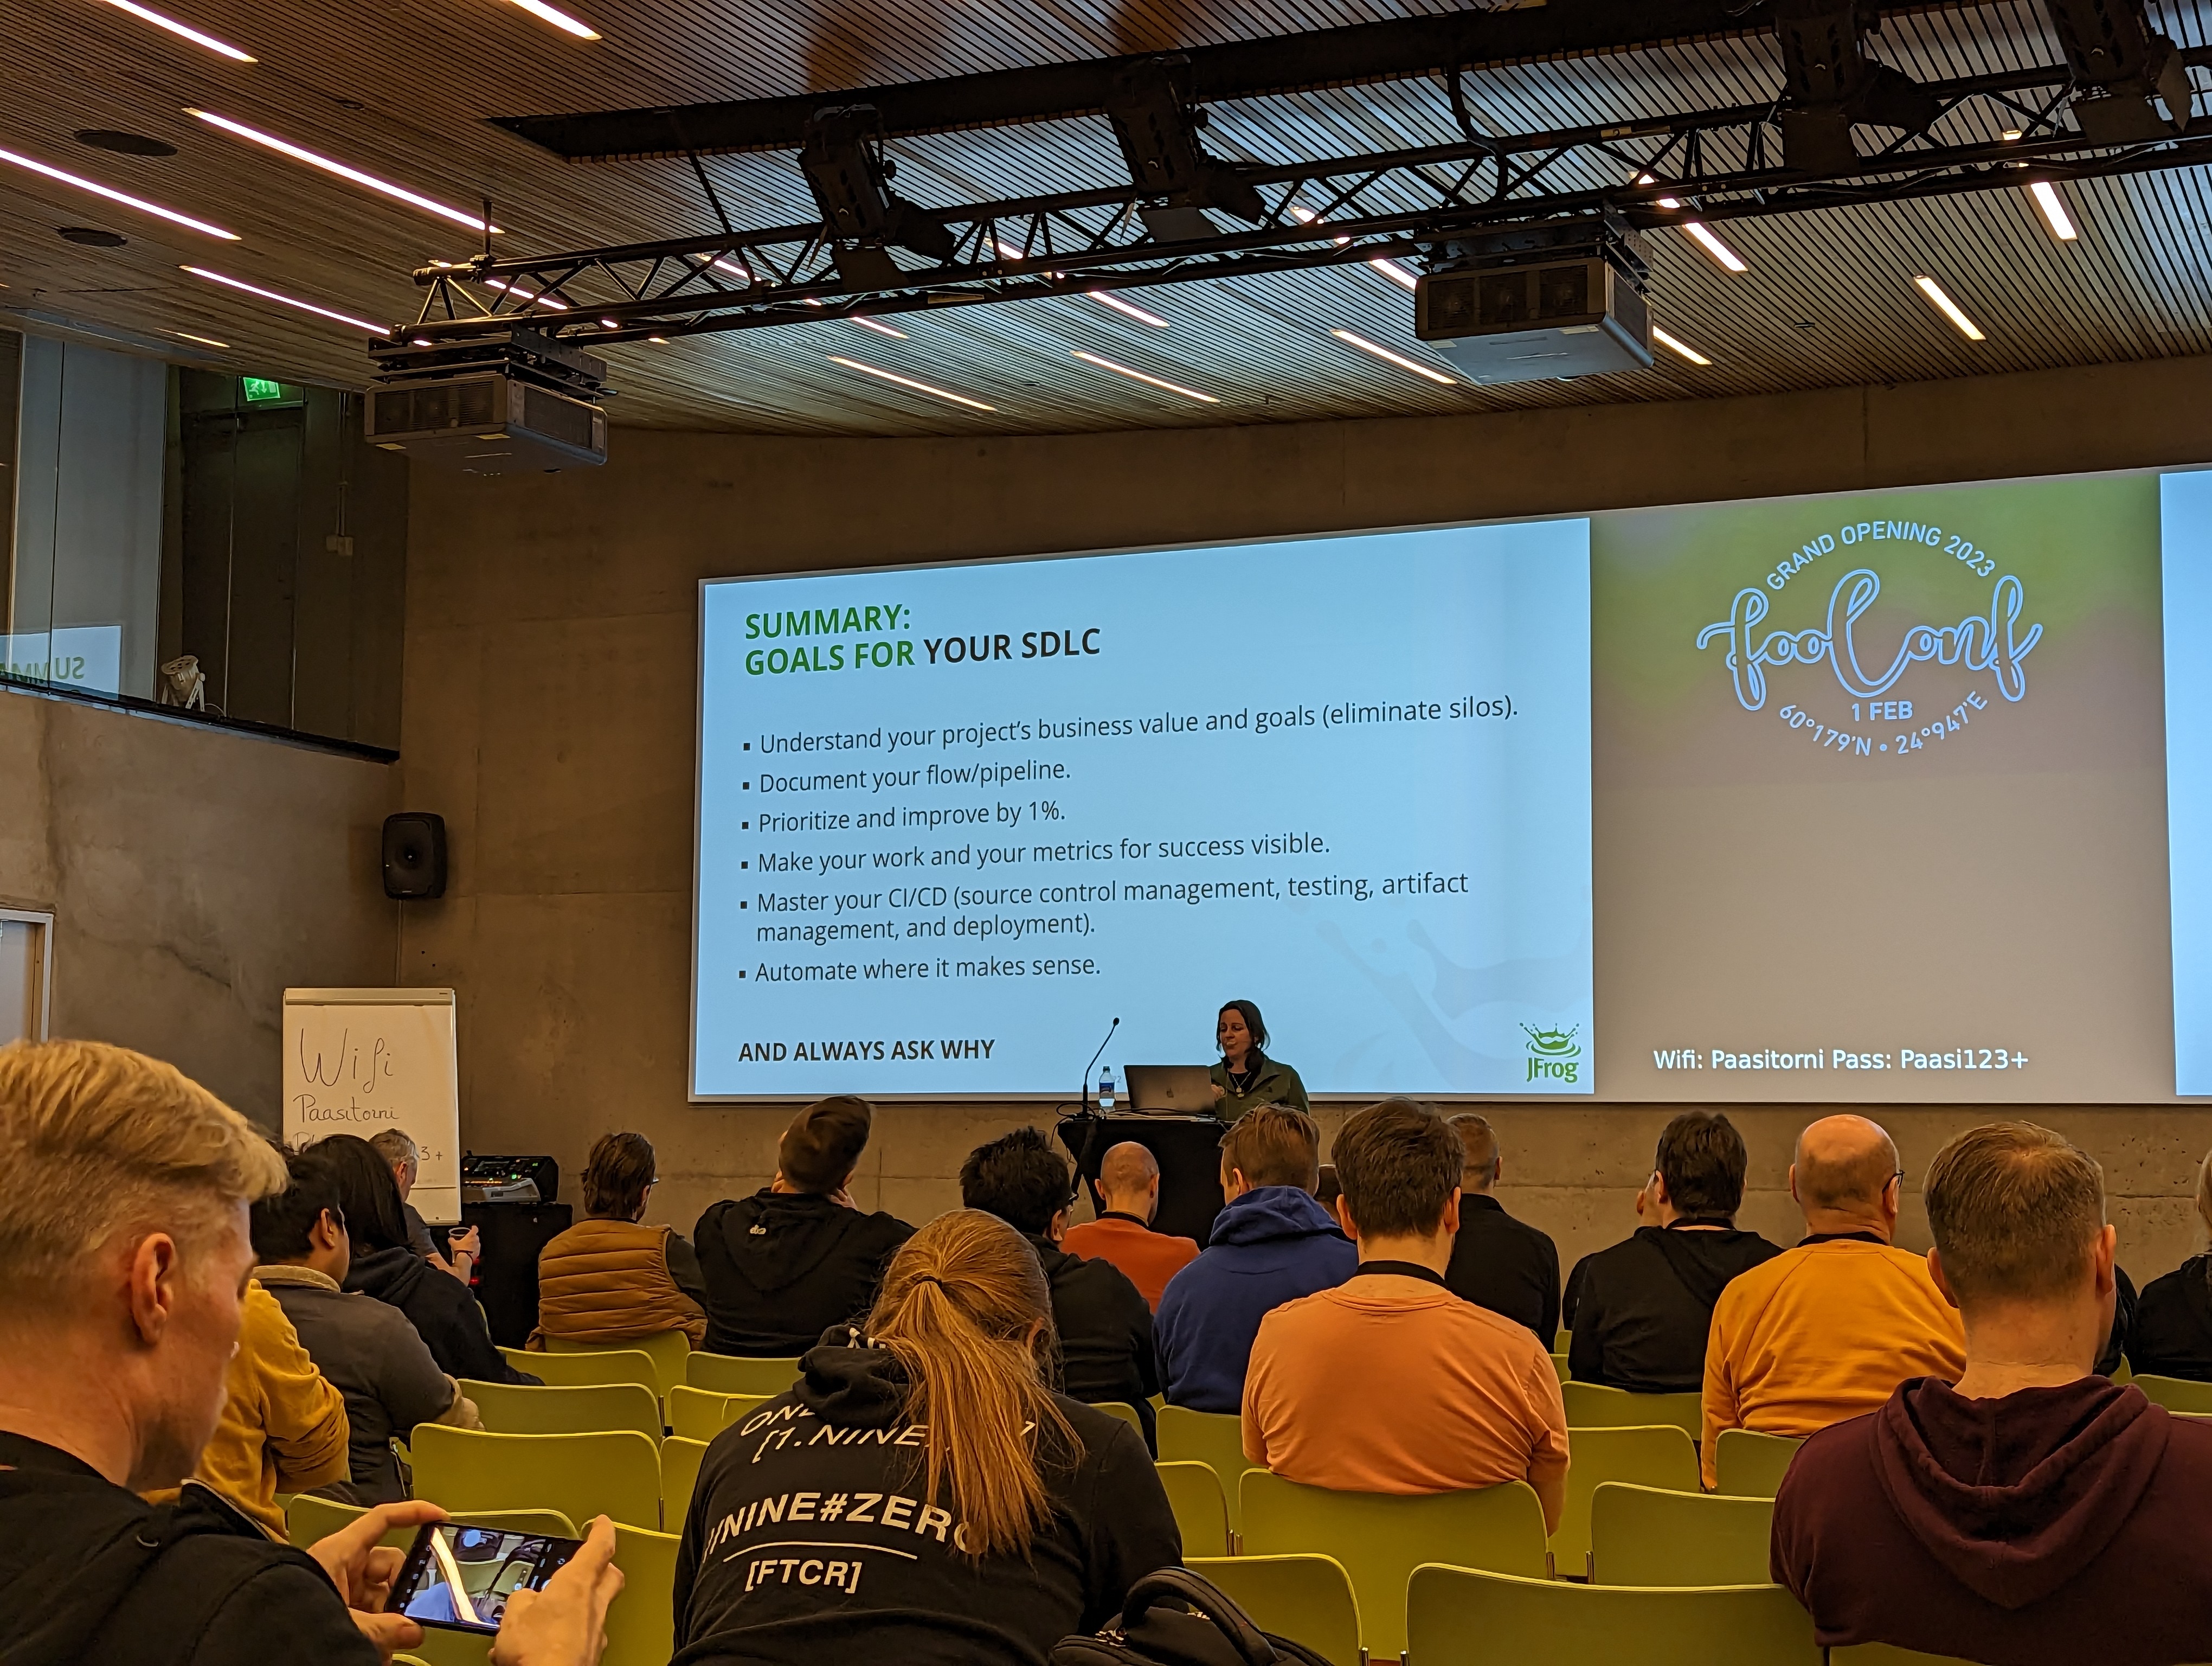 SUMMARY:
GOALS FOR YOUR SDLC
▪ Understand your project's business value and goals (eliminate silos).
▪ Document your flow/pipeline.
▪ Prioritize and improve by 1%.
▪ Make your work and your metrics for success visible.
▪ Master your CI/CD (source control management, testing, artifact
management, and deployment).
▪ Automate where it makes sense.
AND ALWAYS ASK WHY
JFrog
GRAND OPENING 2023
fooConf
1 FEB
60°179'N • 24°947'E
Wifi: Paasitorni Pass: Paasi123+
Wifi
Paasitorni
3+
[1.NINE
NINE#ZERO
[FTCR]